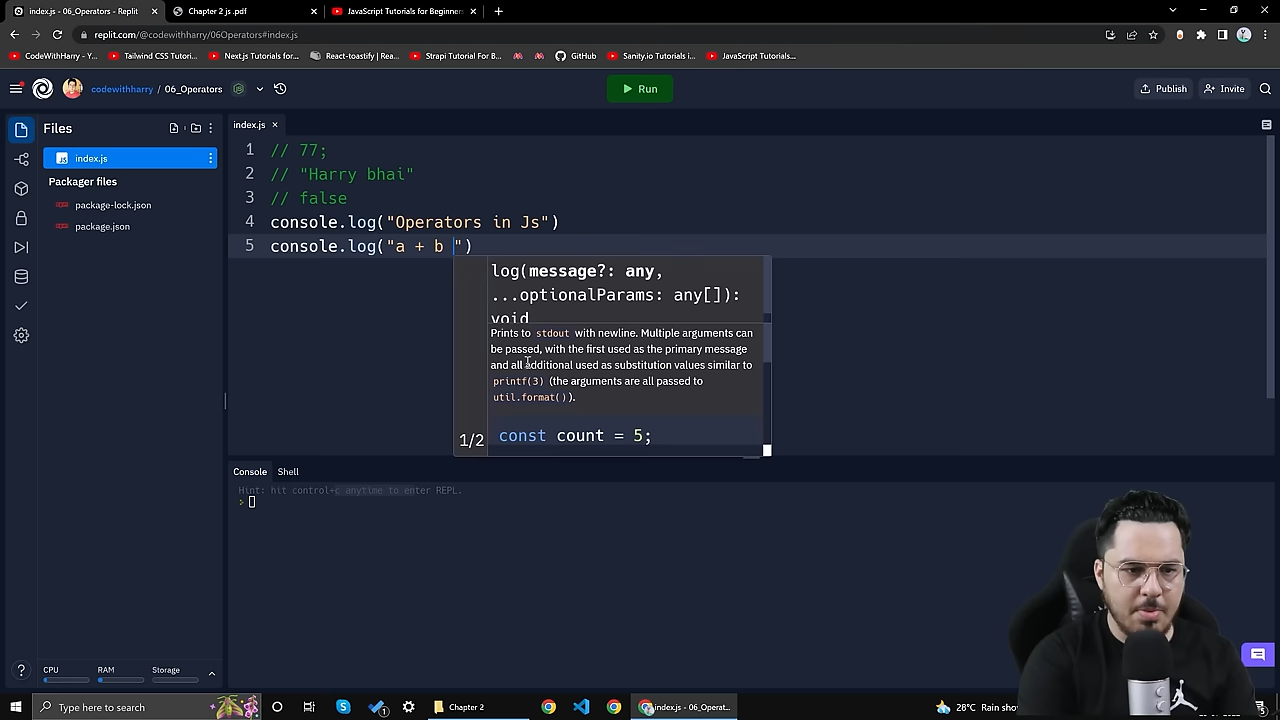 index.js - 06_Operators - Replit
Chapter 2 js .pdf
JavaScript Tutorials for Beginner
replit.com/@codewithharry/06Operators#index.js
CodeWithHarry - Y...
Tailwind CSS Tutori...
Next.js Tutorials for...
React-toastify | Rea...
Strapi Tutorial For B...
GitHub
Sanity.io Tutorials i...
JavaScript Tutorials...
codewithharry / 06_Operators
Run
Publish
Invite
Files
index.js
Packager files
package-lock.json
package.json
index.js
1 // 77;
2 // "Harry bhai"
3 // false
4 console.log("Operators in Js")
5 console.log("a + b ")
log(message?: any,
...optionalParams: any[]):
void
Prints to stdout with newline. Multiple arguments can
be passed, with the first used as the primary message
and all additional used as substitution values similar to
printf(3) (the arguments are all passed to
util.format()).
1/2
const count = 5;
Console
Shell
Hint: hit control+c anytime to enter REPL.
>
CPU
RAM
Storage
Type here to search
1
Chapter 2
index.js - 06_Operat...
28°C Rain sho